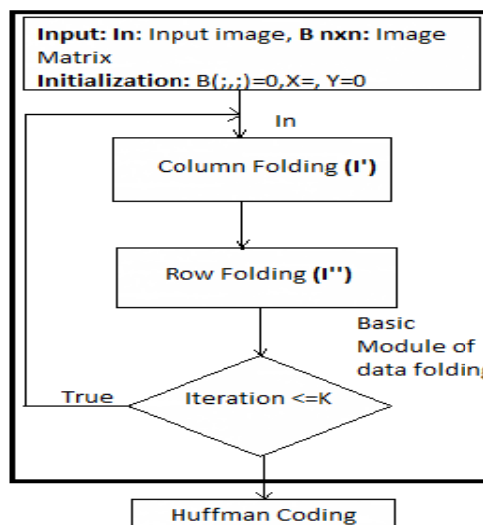 Input: In: Input image, B nxn: Image
Matrix
Initialization: B(;,;)=0,X=, Y=0
In
Column Folding (I')
Row Folding (I'')
Basic
Module of
data folding
Iteration <=K
True
Huffman Coding